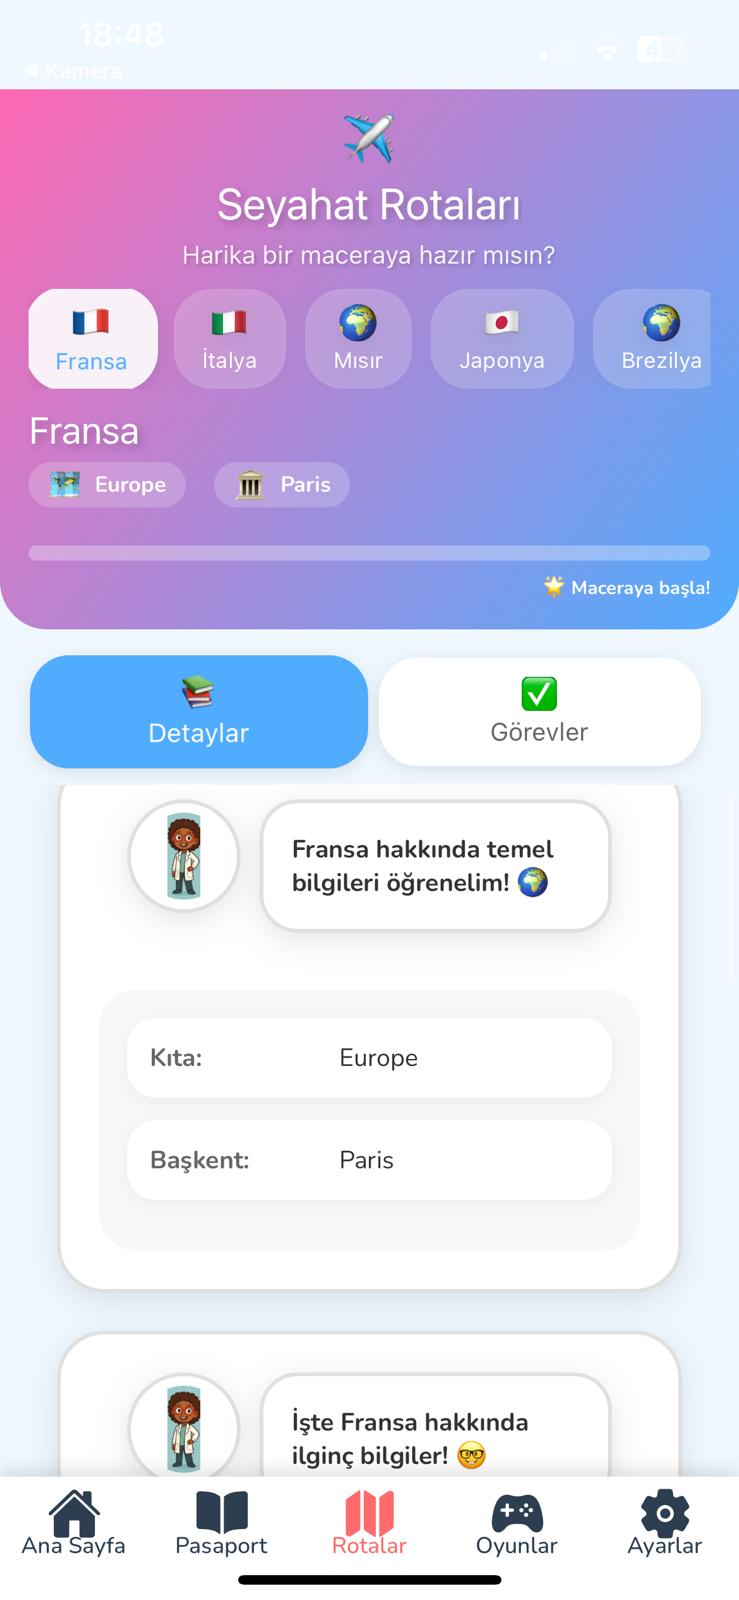 18:48
◀ Kamera
48
Seyahat Rotaları
Harika bir maceraya hazır mısın?
Fransa
İtalya
Mısır
Japonya
Brezilya
Fransa
Europe
Paris
🌟 Maceraya başla!
Detaylar
Görevler
Fransa hakkında temel
bilgileri öğrenelim! 🌍
Kıta: Europe
Başkent: Paris
İşte Fransa hakkında
ilginç bilgiler! 🤓
Ana Sayfa
Pasaport
Rotalar
Oyunlar
Ayarlar